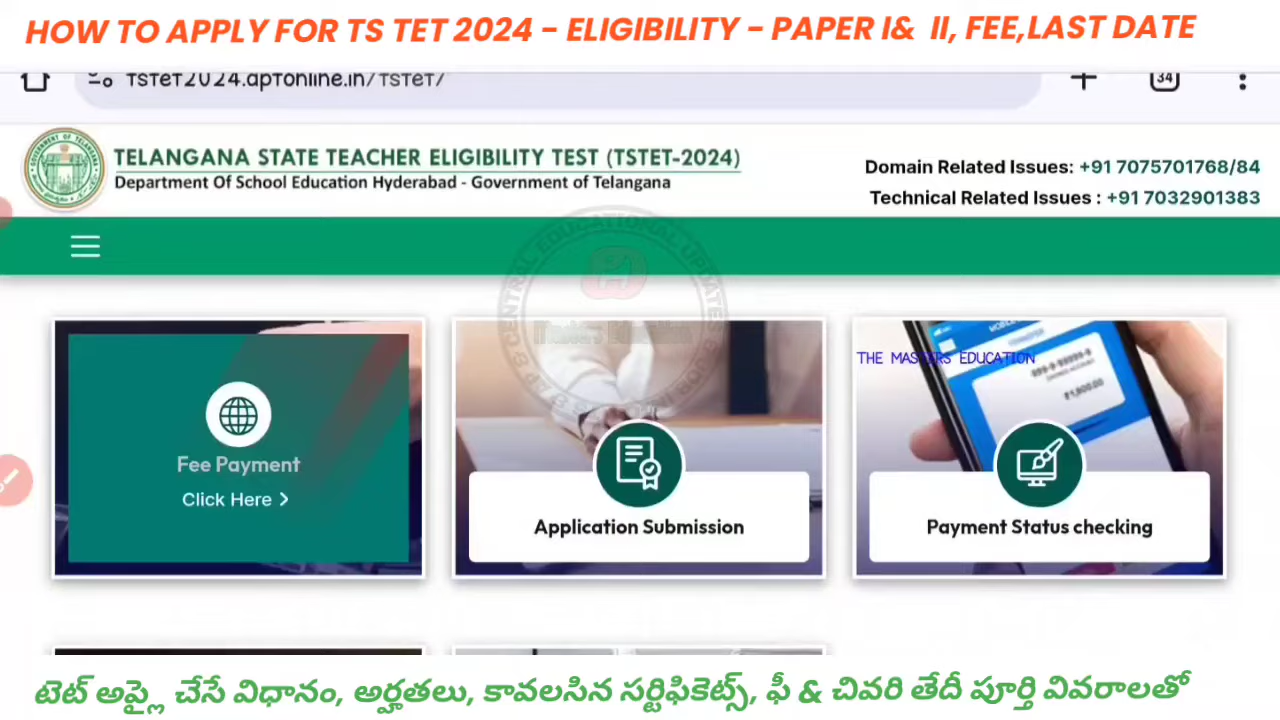 HOW TO APPLY FOR TS TET 2024 - ELIGIBILITY - PAPER I& II, FEE,LAST DATE
tstet2024.aptonline.in/tstet/
34
TELANGANA STATE TEACHER ELIGIBILITY TEST (TSTET-2024)
Department Of School Education Hyderabad - Government of Telangana
Domain Related Issues: +91 7075701768/84
Technical Related Issues : +91 7032901383
Masters Education
THE MASTERS EDUCATION
Fee Payment
Click Here >
Application Submission
Payment Status checking
టెట్ అప్లై చేసే విధానం, అర్హతలు, కావలసిన సర్టిఫికెట్స్, ఫీ & చివరి తేదీ పూర్తి వివరాలతో